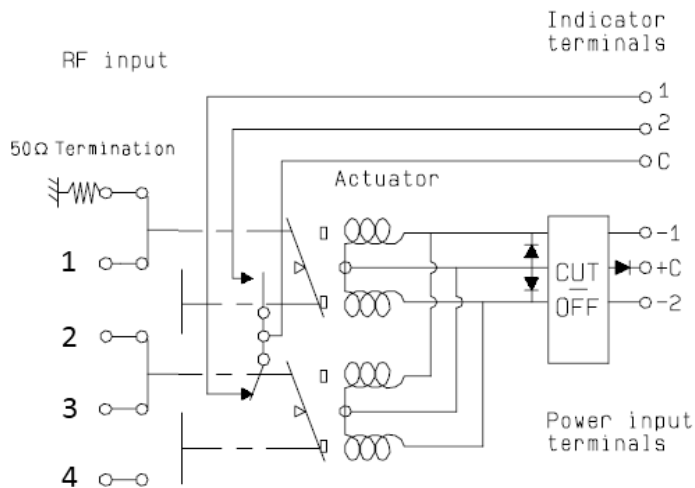 Indicator
terminals
RF input
1
2
C
50Ω Termination
Actuator
1
2
3
4
CUT
OFF
-1
+C
-2
Power input
terminals